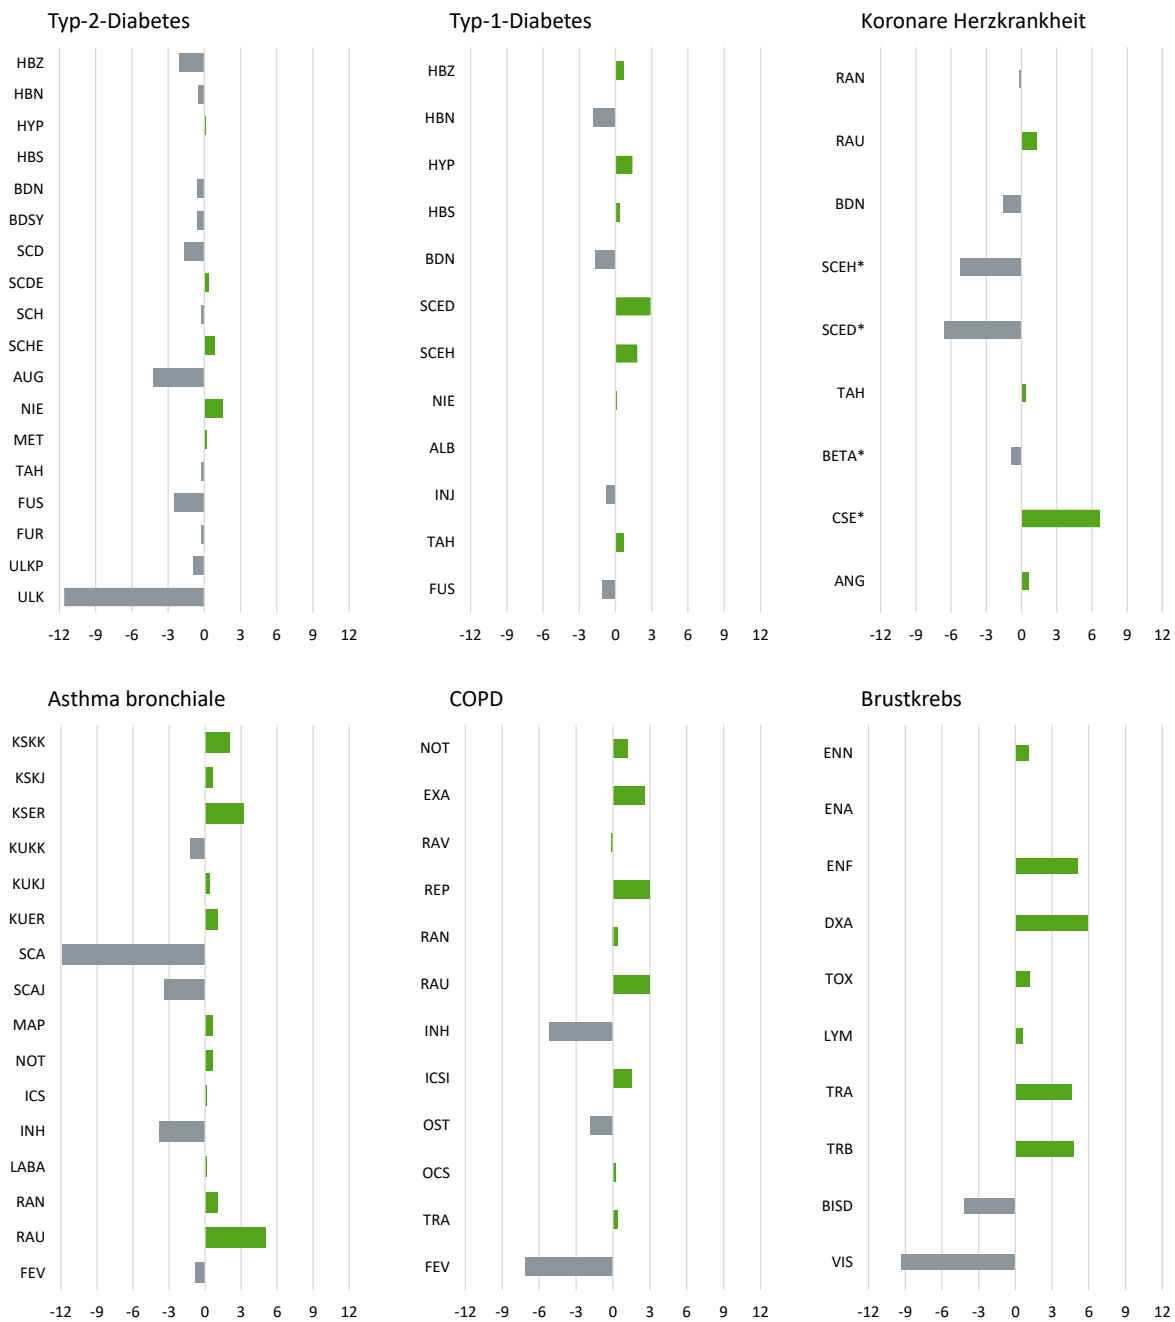 Typ-2-Diabetes
HBZ
HBN
HYP
HBS
BDN
BDSY
SCD
SCDE
SCH
SCHE
AUG
NIE
MET
TAH
FUS
FUR
ULKP
ULK
-12 -9 -6 -3 0 3 6 9 12
Typ-1-Diabetes
HBZ
HBN
HYP
HBS
BDN
SCED
SCEH
NIE
ALB
INJ
TAH
FUS
-12 -9 -6 -3 0 3 6 9 12
Koronare Herzkrankheit
RAN
RAU
BDN
SCEH*
SCED*
TAH
BETA*
CSE*
ANG
-12 -9 -6 -3 0 3 6 9 12
Asthma bronchiale
KSKK
KSKJ
KSER
KUKK
KUKJ
KUER
SCA
SCAJ
MAP
NOT
ICS
INH
LABA
RAN
RAU
FEV
-12 -9 -6 -3 0 3 6 9 12
COPD
NOT
EXA
RAV
REP
RAN
RAU
INH
ICSI
OST
OCS
TRA
FEV
-12 -9 -6 -3 0 3 6 9 12
Brustkrebs
ENN
ENA
ENF
DXA
TOX
LYM
TRA
TRB
BISD
VIS
-12 -9 -6 -3 0 3 6 9 12